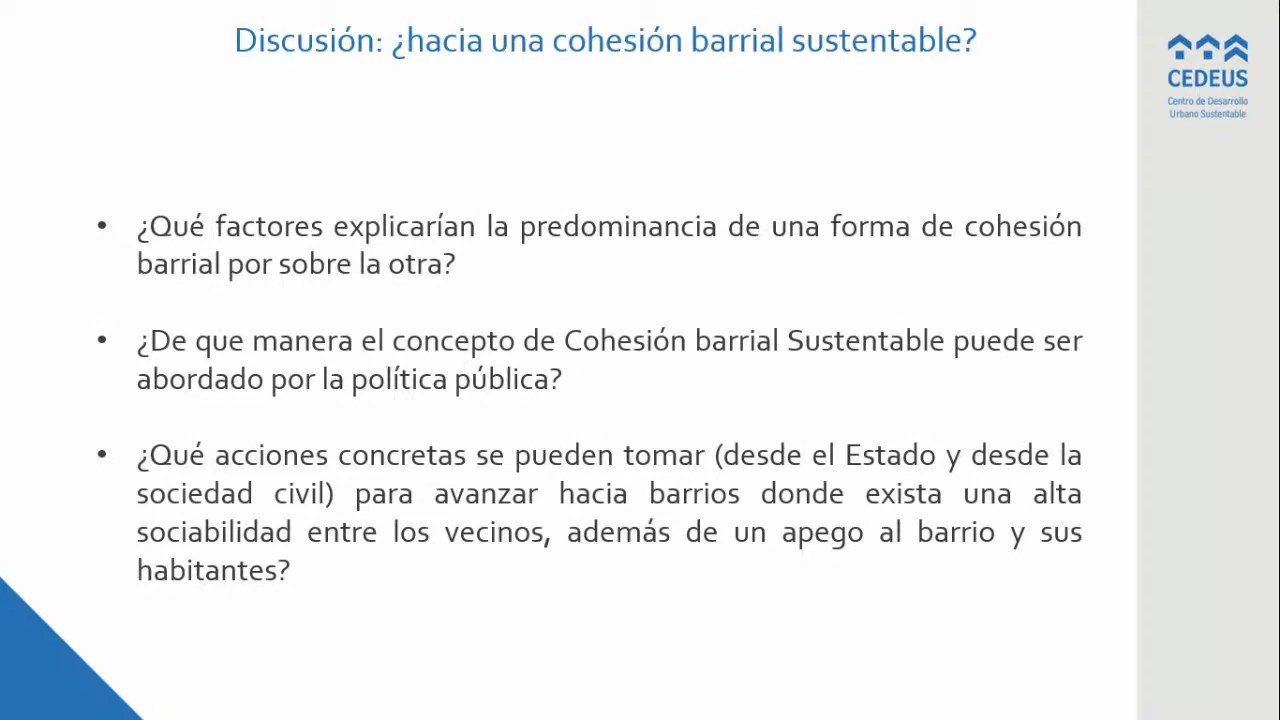 Discusión: ¿hacia una cohesión barrial sustentable?
CEDEUS
Centro de Desarrollo
Urbano Sustentable
• ¿Qué factores explicarían la predominancia de una forma de cohesión
barrial por sobre la otra?
• ¿De que manera el concepto de Cohesión barrial Sustentable puede ser
abordado por la política pública?
• ¿Qué acciones concretas se pueden tomar (desde el Estado y desde la
sociedad civil) para avanzar hacia barrios donde exista una alta
sociabilidad entre los vecinos, además de un apego al barrio y sus
habitantes?